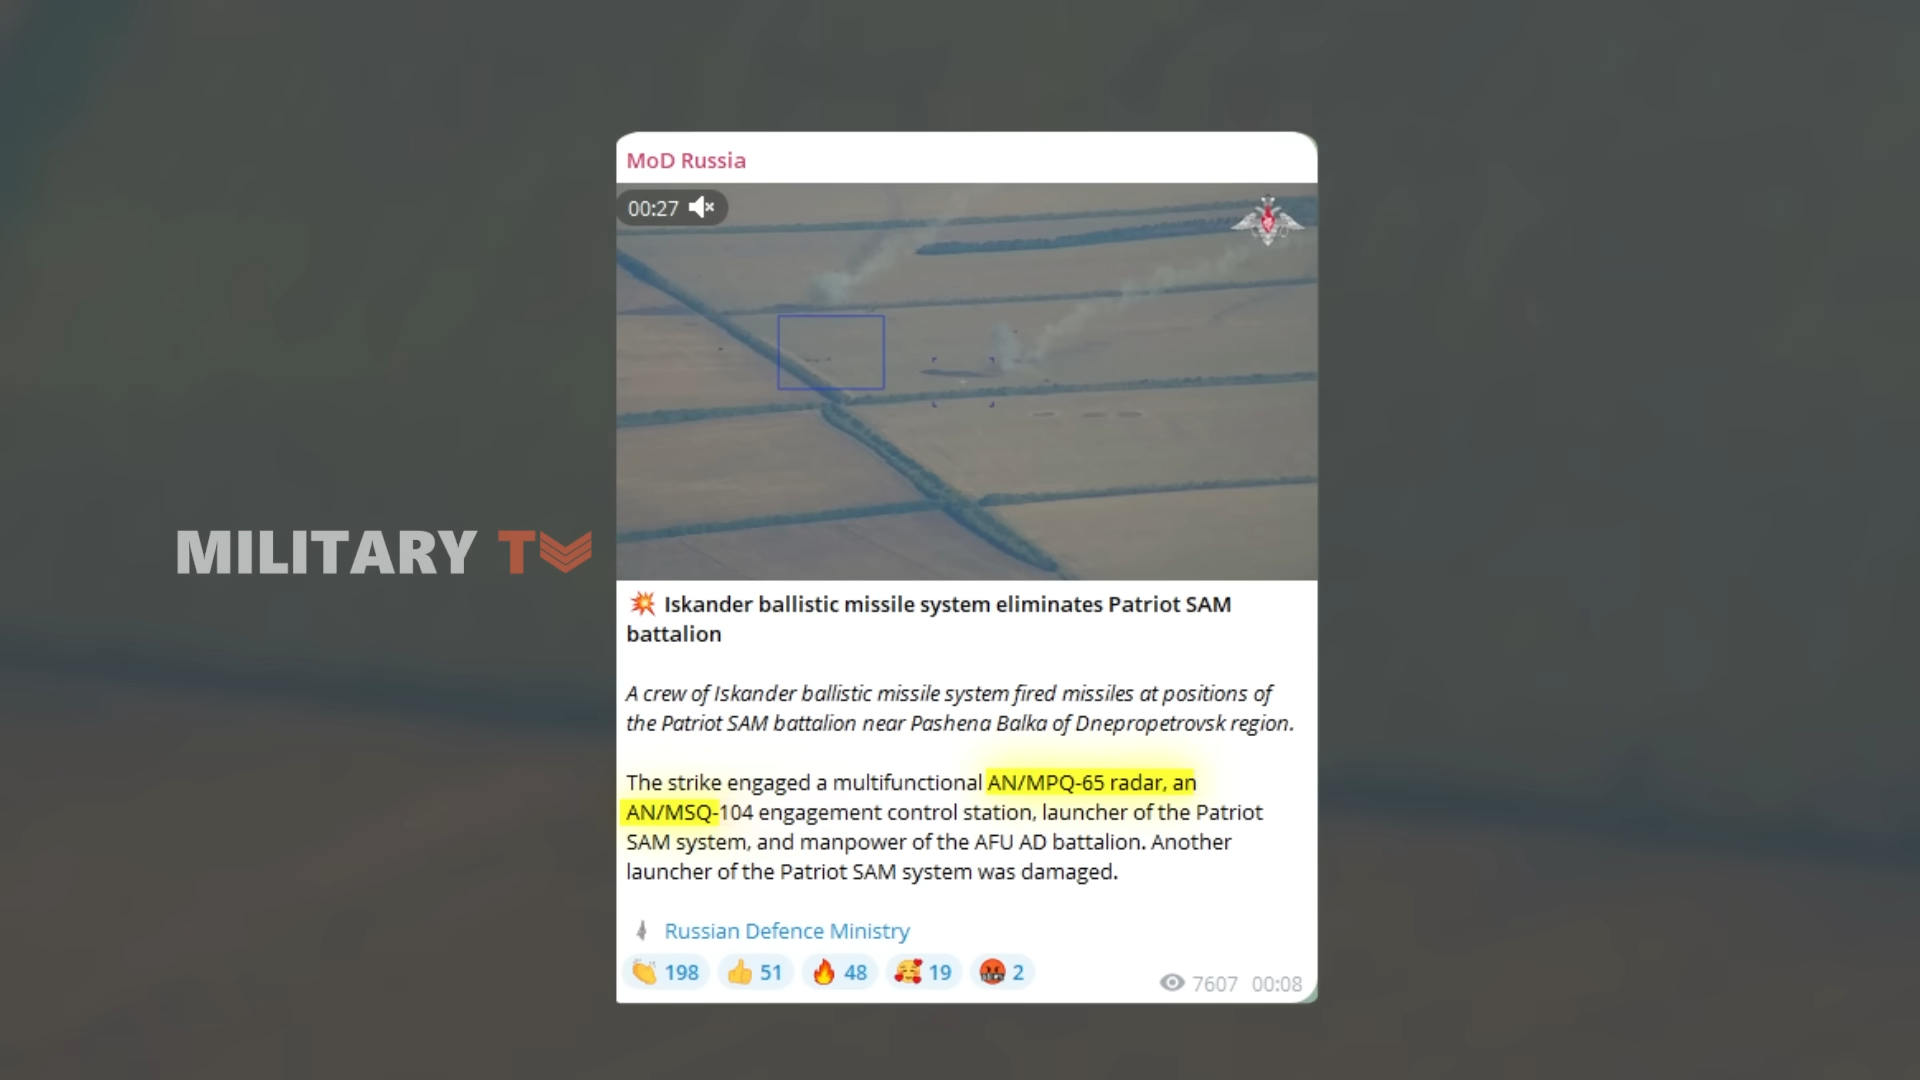 MoD Russia
00:27
MILITARY TV
💥 Iskander ballistic missile system eliminates Patriot SAM
battalion
A crew of Iskander ballistic missile system fired missiles at positions of
the Patriot SAM battalion near Pashena Balka of Dnepropetrovsk region.
The strike engaged a multifunctional AN/MPQ-65 radar, an
AN/MSQ-104 engagement control station, launcher of the Patriot
SAM system, and manpower of the AFU AD battalion. Another
launcher of the Patriot SAM system was damaged.
Russian Defence Ministry
👏 198 👍 51 🔥 48 🥰 19 🤬 2
7607 00:08